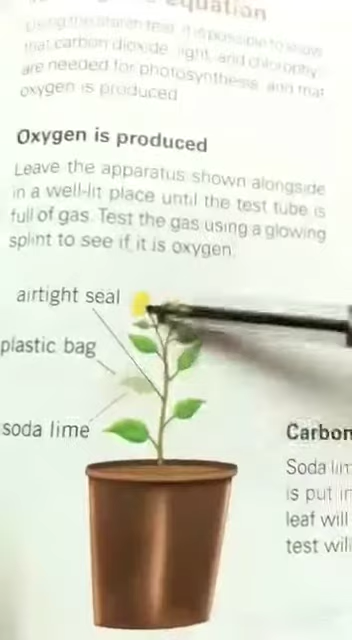 equation
Using the starch test, it is possible to show
that carbon dioxide, light, and chlorophy
are needed for photosynthesis, and that
oxygen is produced
Oxygen is produced
Leave the apparatus shown alongside
in a well-lit place until the test tube is
full of gas. Test the gas using a glowing
splint to see if it is oxygen.
airtight seal
plastic bag
soda lime
Carbon
Soda lim
is put in
leaf will
test will